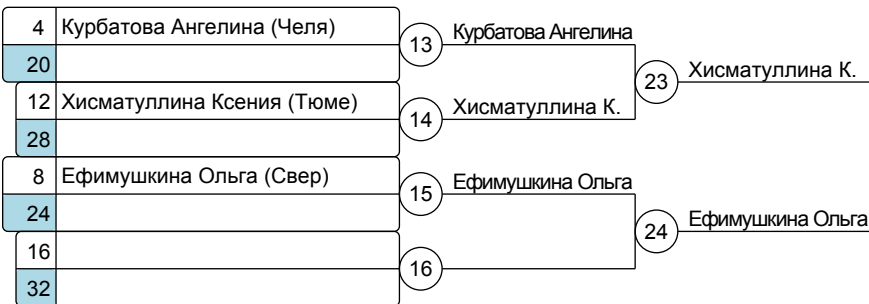 4 Курбатова Ангелина (Челя)
20
12 Хисматуллина Ксения (Тюме)
28
8 Ефимушкина Ольга (Свер)
24
16
32
13 Курбатова Ангелина
14 Хисматуллина К.
15 Ефимушкина Ольга
16
23 Хисматуллина К.
24 Ефимушкина Ольга